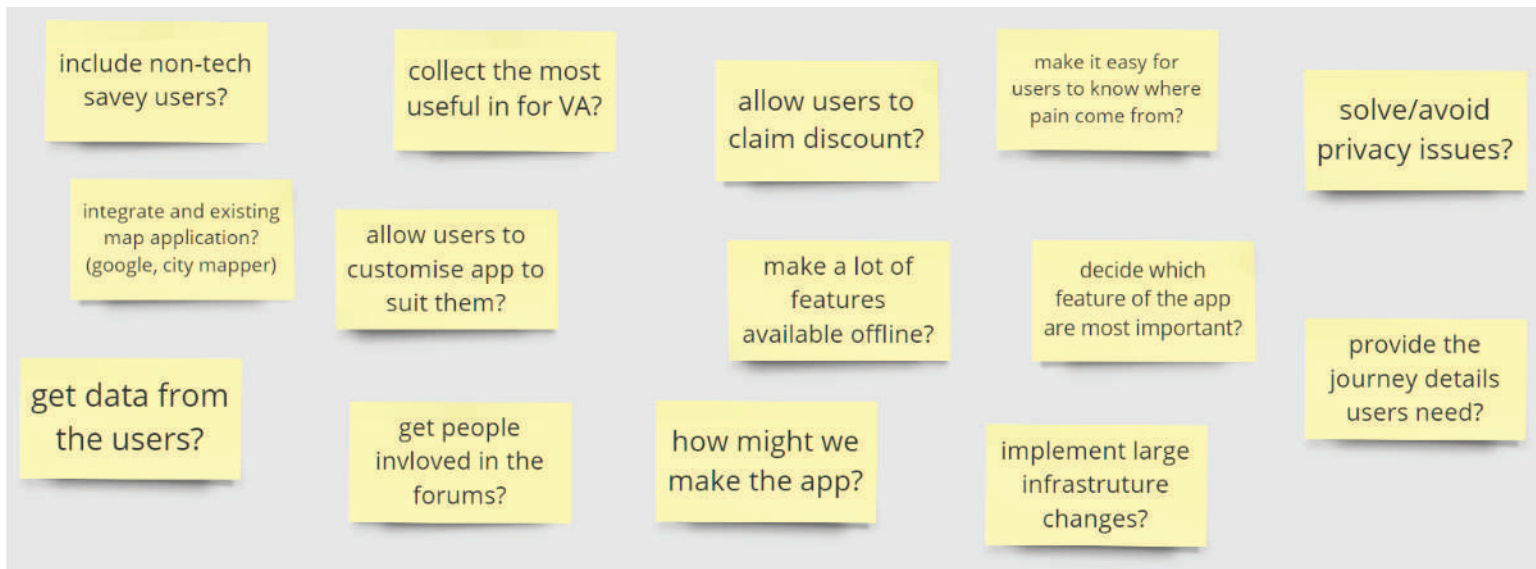 include non-tech
savey users?
collect the most
useful in for VA?
allow users to
claim discount?
make it easy for
users to know where
pain come from?
solve/avoid
privacy issues?
integrate and existing
map application?
(google, city mapper)
allow users to
customise app to
suit them?
make a lot of
features
available offline?
decide which
feature of the app
are most important?
provide the
journey details
users need?
get data from
the users?
get people
invloved in the
forums?
how might we
make the app?
implement large
infrastruture
changes?